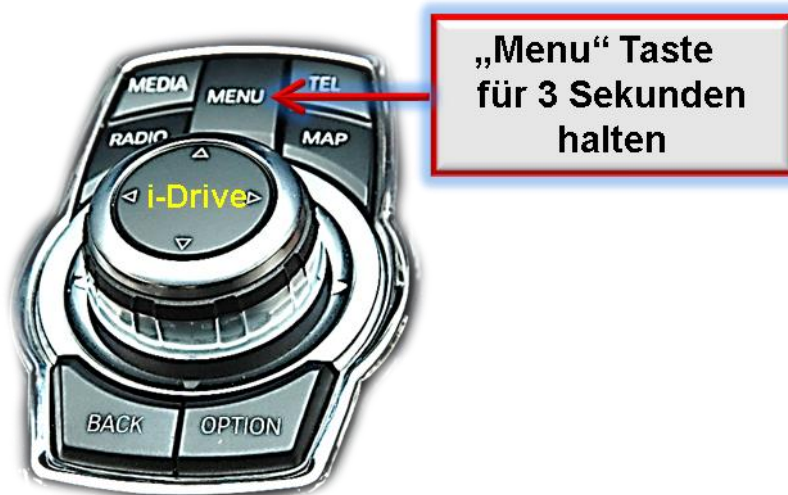 „Menu“ Taste
für 3 Sekunden
halten
MEDIA
MENU
TEL
RADIO
MAP
i-Drive
BACK
OPTION